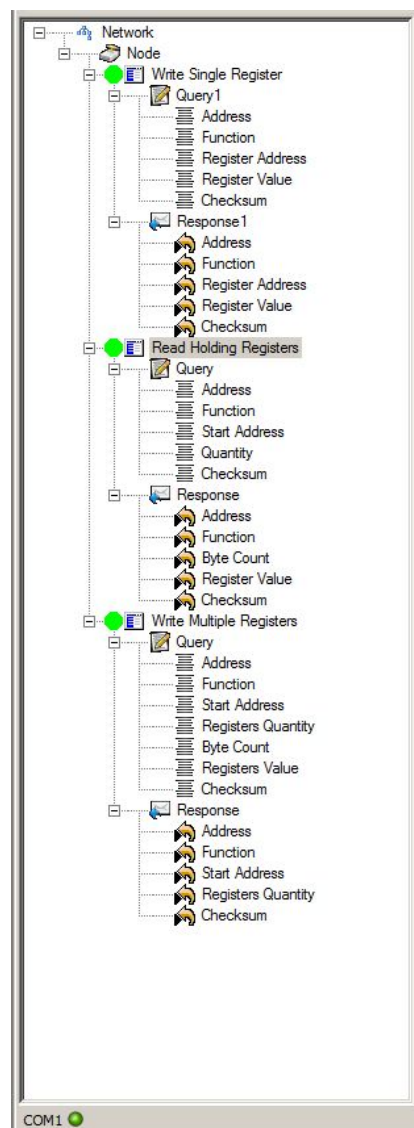 Network
Node
Write Single Register
Query1
Address
Function
Register Address
Register Value
Checksum
Response1
Address
Function
Register Address
Register Value
Checksum
Read Holding Registers
Query
Address
Function
Start Address
Quantity
Checksum
Response
Address
Function
Byte Count
Register Value
Checksum
Write Multiple Registers
Query
Address
Function
Start Address
Registers Quantity
Byte Count
Registers Value
Checksum
Response
Address
Function
Start Address
Registers Quantity
Checksum
COM1